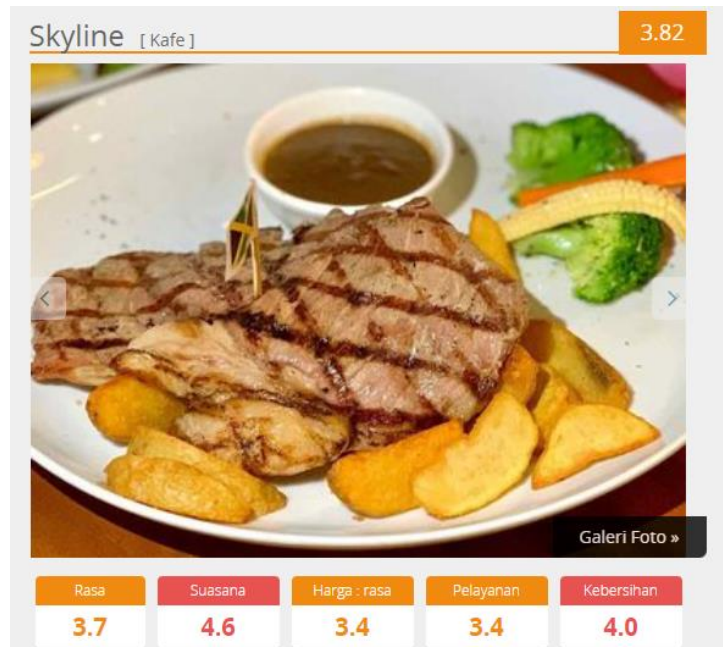 Skyline [ Kafe ] 3.82
Galeri Foto »
Rasa Suasana Harga : rasa Pelayanan Kebersihan
3.7 4.6 3.4 3.4 4.0